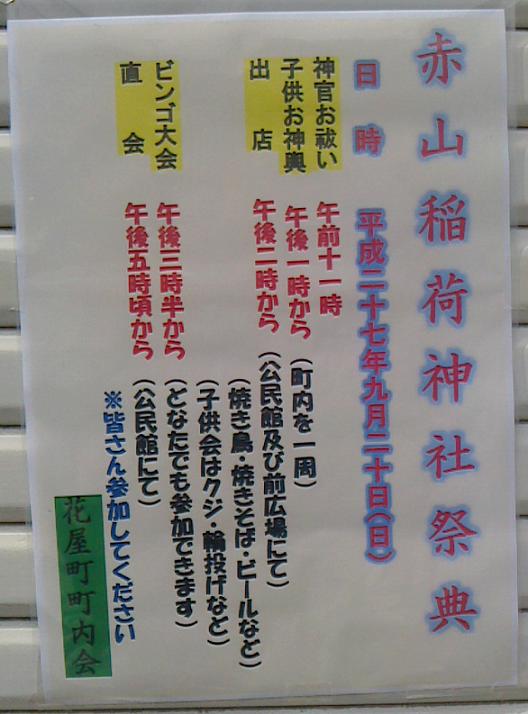 赤山稲荷神社祭典
日時 平成二十七年九月二十日(日)
神官お祓い 午前十一時
子供お神輿 午後一時から (町内を一周)
出店 午後二時から (公民館及び前広場にて)
(焼き鳥・焼きそば・ビールなど)
(子供会はクジ・輪投げなど)
ビンゴ大会 午後三時半から (どなたでも参加できます)
直会 午後五時頃から (公民館にて)
※皆さん参加してください
花屋町町内会